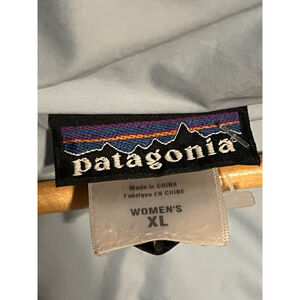 patagonia
Made in CHINA
Fabriqué EN CHINE
WOMEN'S
XL